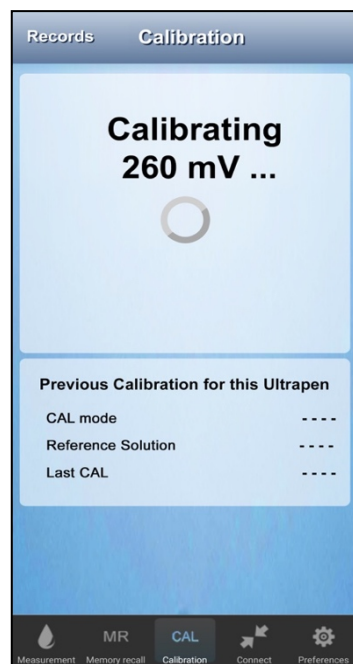 Records Calibration
Calibrating
260 mV ...
Previous Calibration for this Ultrapen
CAL mode - - - -
Reference Solution - - - -
Last CAL - - - -
MR CAL
Measurement Memory recall Calibration Connect Preferences